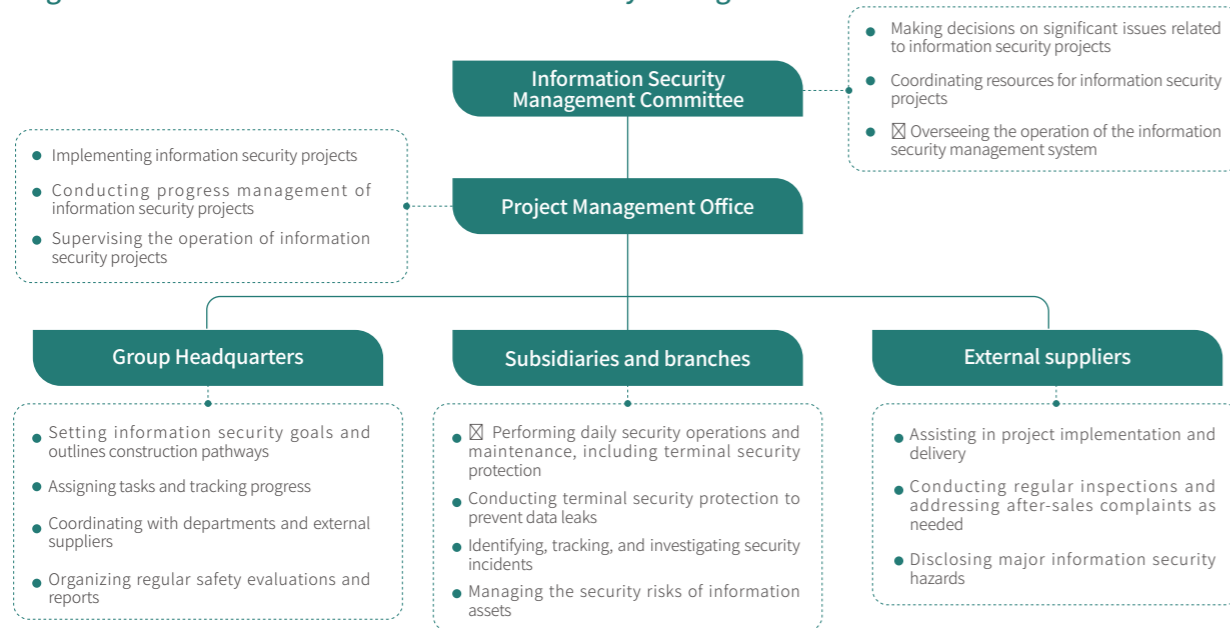 Information Security
Management Committee
● Making decisions on significant issues related
to information security projects
● Coordinating resources for information security
projects
● ☒ Overseeing the operation of the information
security management system
● Implementing information security projects
● Conducting progress management of
information security projects
● Supervising the operation of information
security projects
Project Management Office
Group Headquarters
● Setting information security goals and
outlines construction pathways
● Assigning tasks and tracking progress
● Coordinating with departments and external
suppliers
● Organizing regular safety evaluations and
reports
Subsidiaries and branches
● ☒ Performing daily security operations and
maintenance, including terminal security
protection
● Conducting terminal security protection to
prevent data leaks
● Identifying, tracking, and investigating security
incidents
● Managing the security risks of information
assets
External suppliers
● Assisting in project implementation and
delivery
● Conducting regular inspections and
addressing after-sales complaints as
needed
● Disclosing major information security
hazards